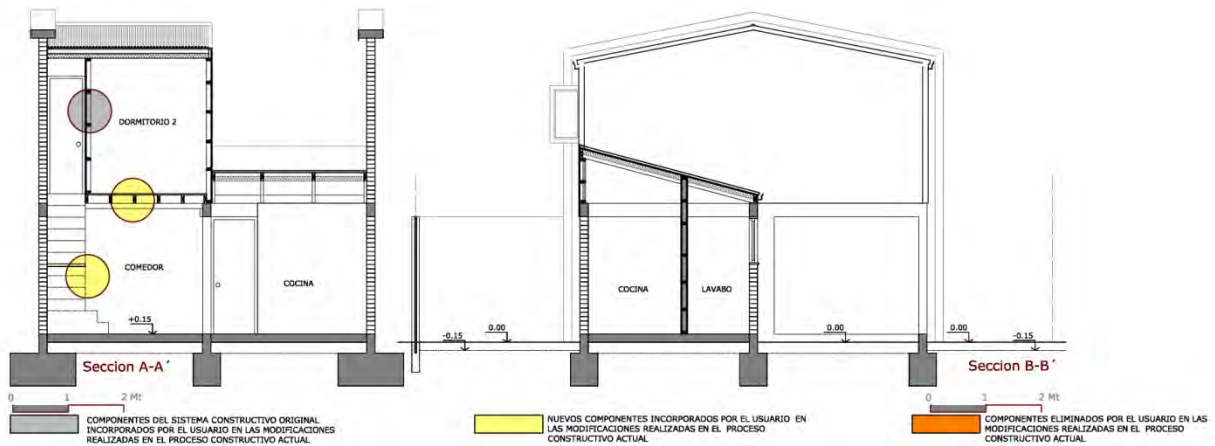 DORMITORIO 2
COMEDOR
COCINA
+0.15
Seccion A-A´
0 1 2 Mt
COMPONENTES DEL SISTEMA CONSTRUCTIVO ORIGINAL
INCORPORADOS POR EL USUARIO EN LAS MODIFICACIONES
REALIZADAS EN EL PROCESO CONSTRUCTIVO ACTUAL
COCINA
LAVABO
-0.15
0.00
0.00
0.00
-0.15
Seccion B-B´
NUEVOS COMPONENTES INCORPORADOS POR EL USUARIO EN
LAS MODIFICACIONES REALIZADAS EN EL PROCESO
CONSTRUCTIVO ACTUAL
0 1 2 Mt
COMPONENTES ELIMINADOS POR EL USUARIO EN LAS
MODIFICACIONES REALIZADAS EN EL PROCESO
CONSTRUCTIVO ACTUAL